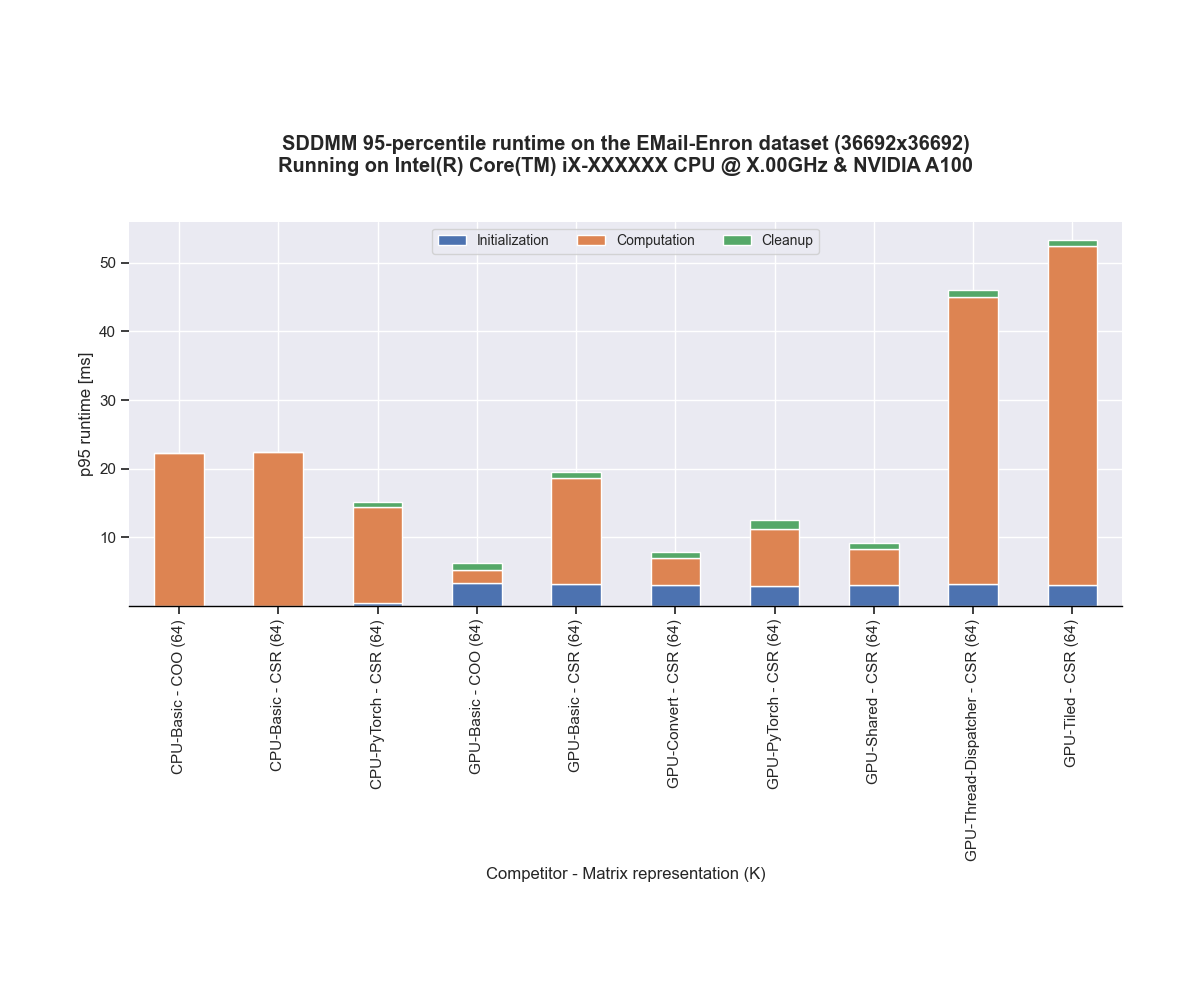 SDDMM 95-percentile runtime on the EMail-Enron dataset (36692x36692)
Running on Intel(R) Core(TM) iX-XXXXXX CPU @ X.00GHz & NVIDIA A100
Initialization
Computation
Cleanup
p95 runtime [ms]
50
40
30
20
10
CPU-Basic - COO (64)
CPU-Basic - CSR (64)
CPU-PyTorch - CSR (64)
GPU-Basic - COO (64)
GPU-Basic - CSR (64)
GPU-Convert - CSR (64)
GPU-PyTorch - CSR (64)
GPU-Shared - CSR (64)
GPU-Thread-Dispatcher - CSR (64)
GPU-Tiled - CSR (64)
Competitor - Matrix representation (K)